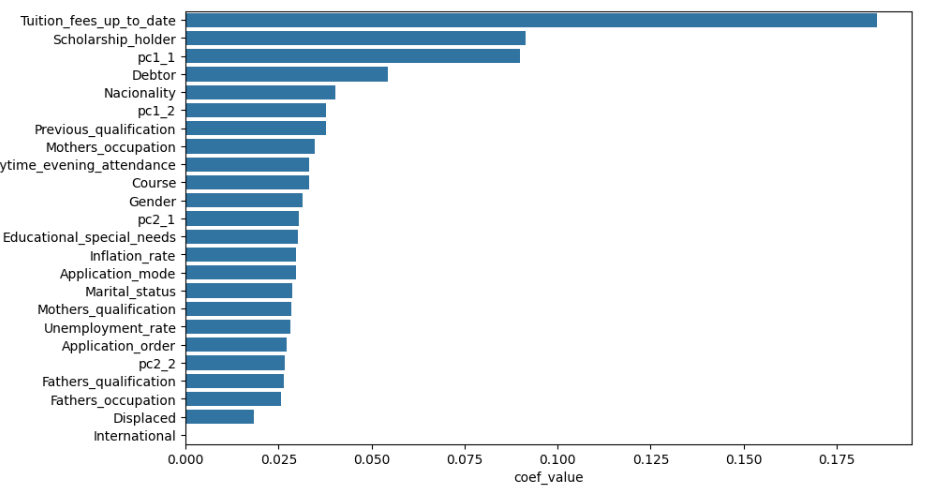 Tuition_fees_up_to_date
Scholarship_holder
pc1_1
Debtor
Nacionality
pc1_2
Previous_qualification
Mothers_occupation
ytime_evening_attendance
Course
Gender
pc2_1
Educational_special_needs
Inflation_rate
Application_mode
Marital_status
Mothers_qualification
Unemployment_rate
Application_order
pc2_2
Fathers_qualification
Fathers_occupation
Displaced
International
0.000 0.025 0.050 0.075 0.100 0.125 0.150 0.175
coef_value